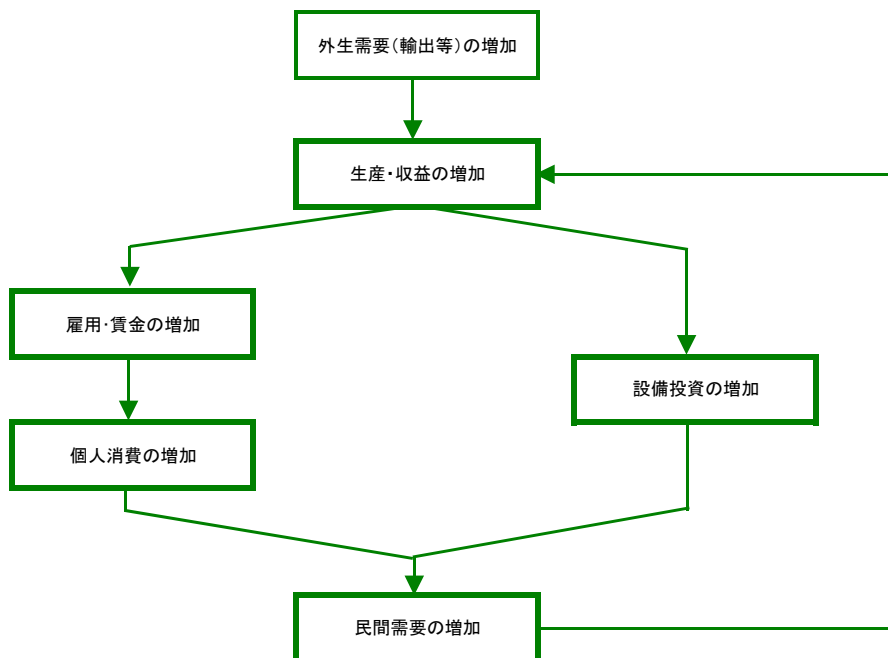 外生需要(輸出等)の増加
生産・収益の増加
雇用・賃金の増加
設備投資の増加
個人消費の増加
民間需要の増加